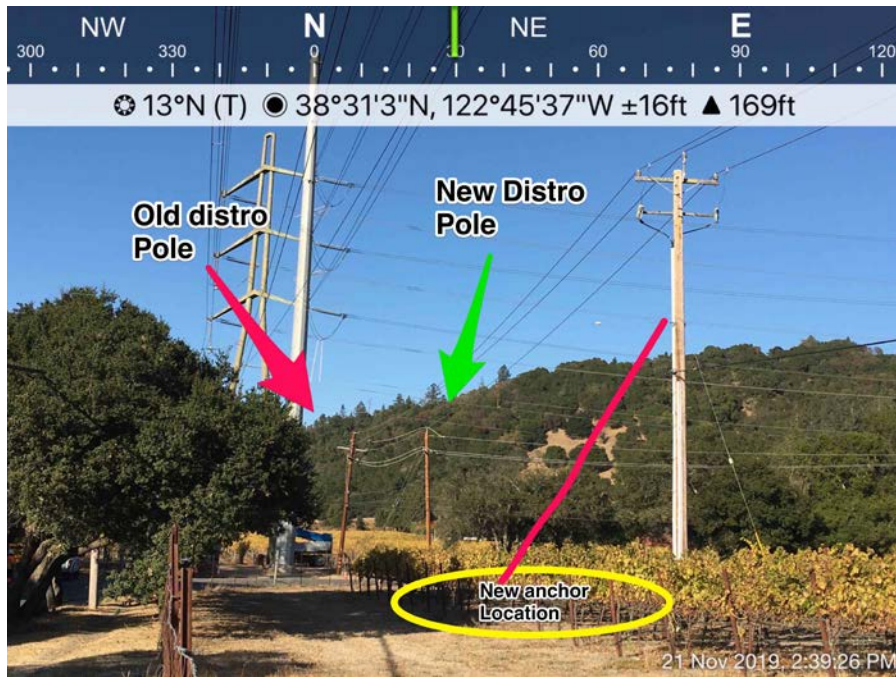 NW N NE E
300 330 0 30 60 90 120
13°N (T) 38°31'3"N, 122°45'37"W ±16ft ▲ 169ft
Old distro
Pole
New Distro
Pole
New anchor
Location
21 Nov 2019, 2:39:26 PM